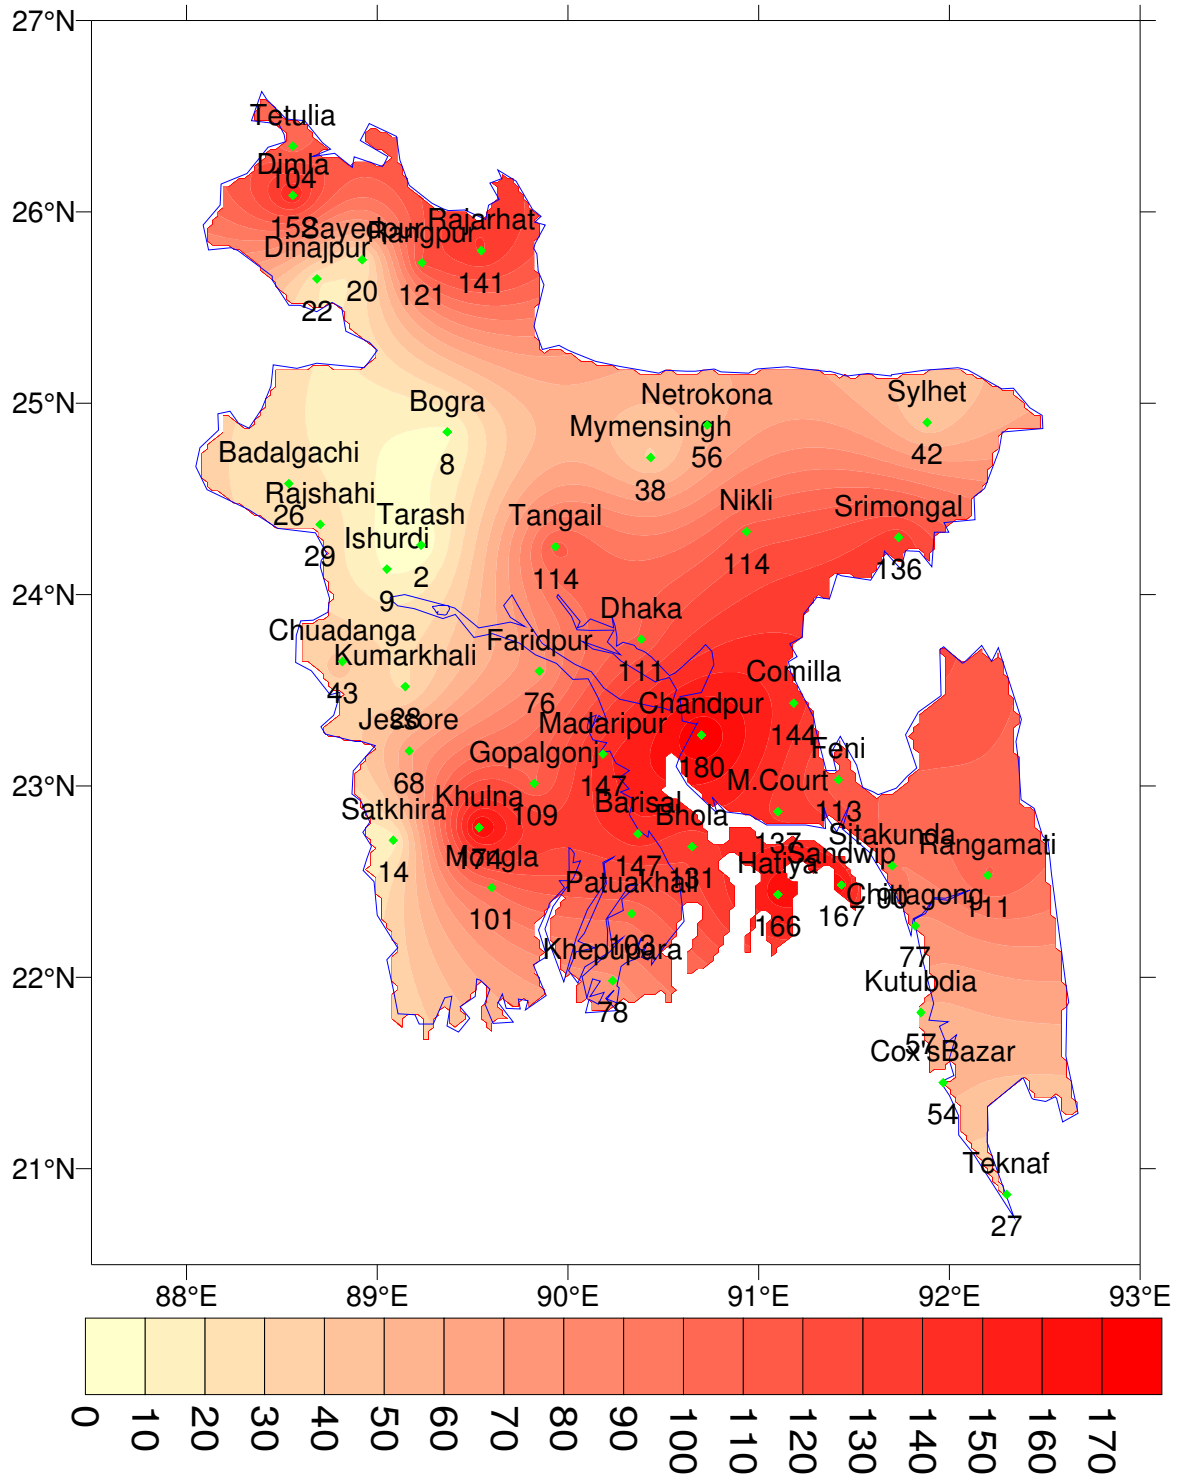 27°N
Tetulia
Dimla
104
26°N
152
Sayedpur
Rangpur
Rajarhat
Dinajpur
22
20
121
141
25°N
Bogra
8
Netrokona
56
Sylhet
42
Mymensingh
38
Badalgachi
26
Rajshahi
29
Tarash
2
Ishurdi
9
Tangail
114
Nikli
114
Srimongal
136
24°N
Chuadanga
43
Kumarkhali
Faridpur
76
Dhaka
111
Comilla
144
Jessore
68
Madaripur
147
Chandpur
180
Feni
113
23°N
Gopalgonj
109
M.Court
137
Khulna
174
Satkhira
14
Barisal
147
Bhola
131
Sitakunda
90
Rangamati
111
Mongla
101
Hatiya
166
Sandwip
167
Patuakhali
103
Chittagong
77
22°N
Khepupara
78
Kutubdia
57
Cox'sBazar
54
21°N
Teknaf
27
88°E 89°E 90°E 91°E 92°E 93°E
0 10 20 30 40 50 60 70 80 90 100 110 120 130 140 150 160 170